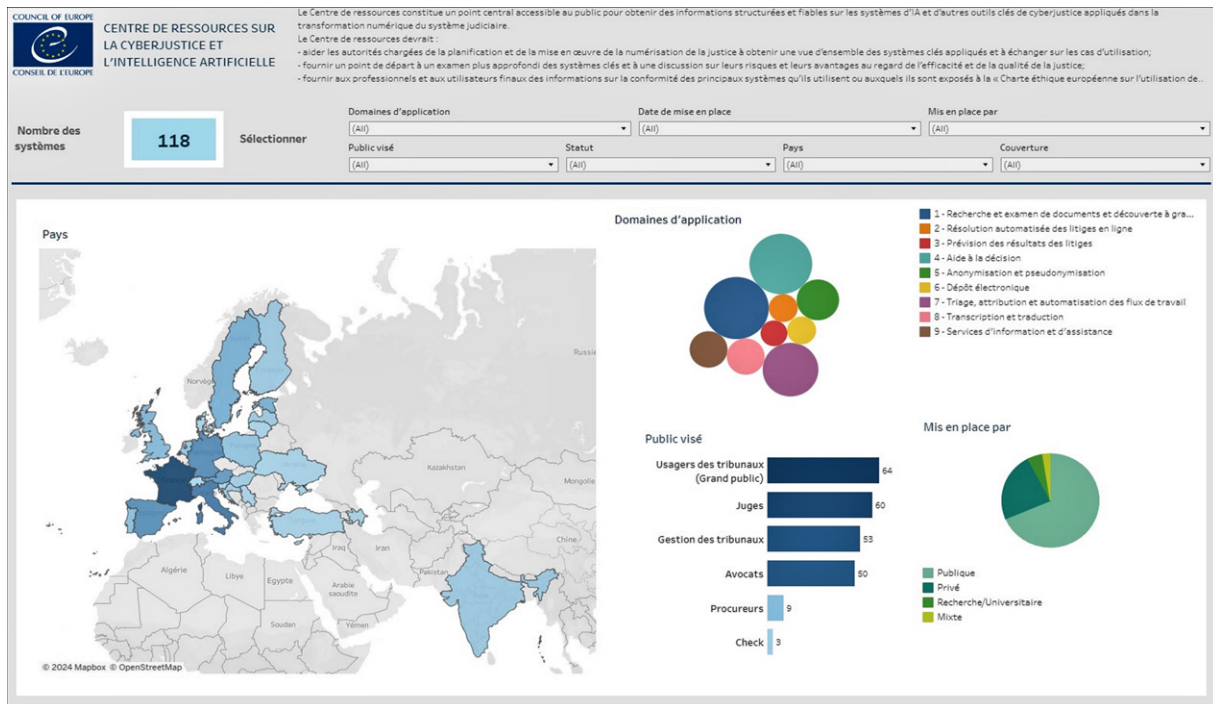 COUNCIL OF EUROPE
CONSEIL DE L'EUROPE
CENTRE DE RESSOURCES SUR
LA CYBERJUSTICE ET
L'INTELLIGENCE ARTIFICIELLE
Le Centre de ressources constitue un point central accessible au public pour obtenir des informations structurées et fiables sur les systèmes d'IA et d'autres outils clés de cyberjustice appliqués dans la
transformation numérique du système judiciaire.
Le Centre de ressources devrait :
- aider les autorités chargées de la planification et de la mise en œuvre de la numérisation de la justice à obtenir une vue d'ensemble des systèmes clés appliqués et à échanger sur les cas d'utilisation;
- fournir un point de départ à un examen plus approfondi des systèmes clés et à une discussion sur leurs risques et leurs avantages au regard de l'efficacité et de la qualité de la justice;
- fournir aux professionnels et aux utilisateurs finaux des informations sur la conformité des principaux systèmes qu'ils utilisent ou auxquels ils sont exposés à la « Charte éthique européenne sur l'utilisation de..
Nombre des
systèmes
118
Sélectionner
Domaines d'application
(All)
Date de mise en place
(All)
Mis en place par
(All)
Public visé
(All)
Statut
(All)
Pays
(All)
Couverture
(All)
Pays
Norvège
Russie
Kazakhstan
Mongolie
Chine
Iraq
Iran
Pakistan
Algérie
Libye
Egypte
Arabie
saoudite
Soudan
Yémen
© 2024 Mapbox © OpenStreetMap
Domaines d'application
1 - Recherche et examen de documents et découverte à gra...
2 - Résolution automatisée des litiges en ligne
3 - Prévision des résultats des litiges
4 - Aide à la décision
5 - Anonymisation et pseudonymisation
6 - Dépôt électronique
7 - Triage, attribution et automatisation des flux de travail
8 - Transcription et traduction
9 - Services d'information et d'assistance
Public visé
Usagers des tribunaux
(Grand public)
64
Juges
60
Gestion des tribunaux
53
Avocats
50
Procureurs
9
Check
3
Mis en place par
Publique
Privé
Recherche/Universitaire
Mixte